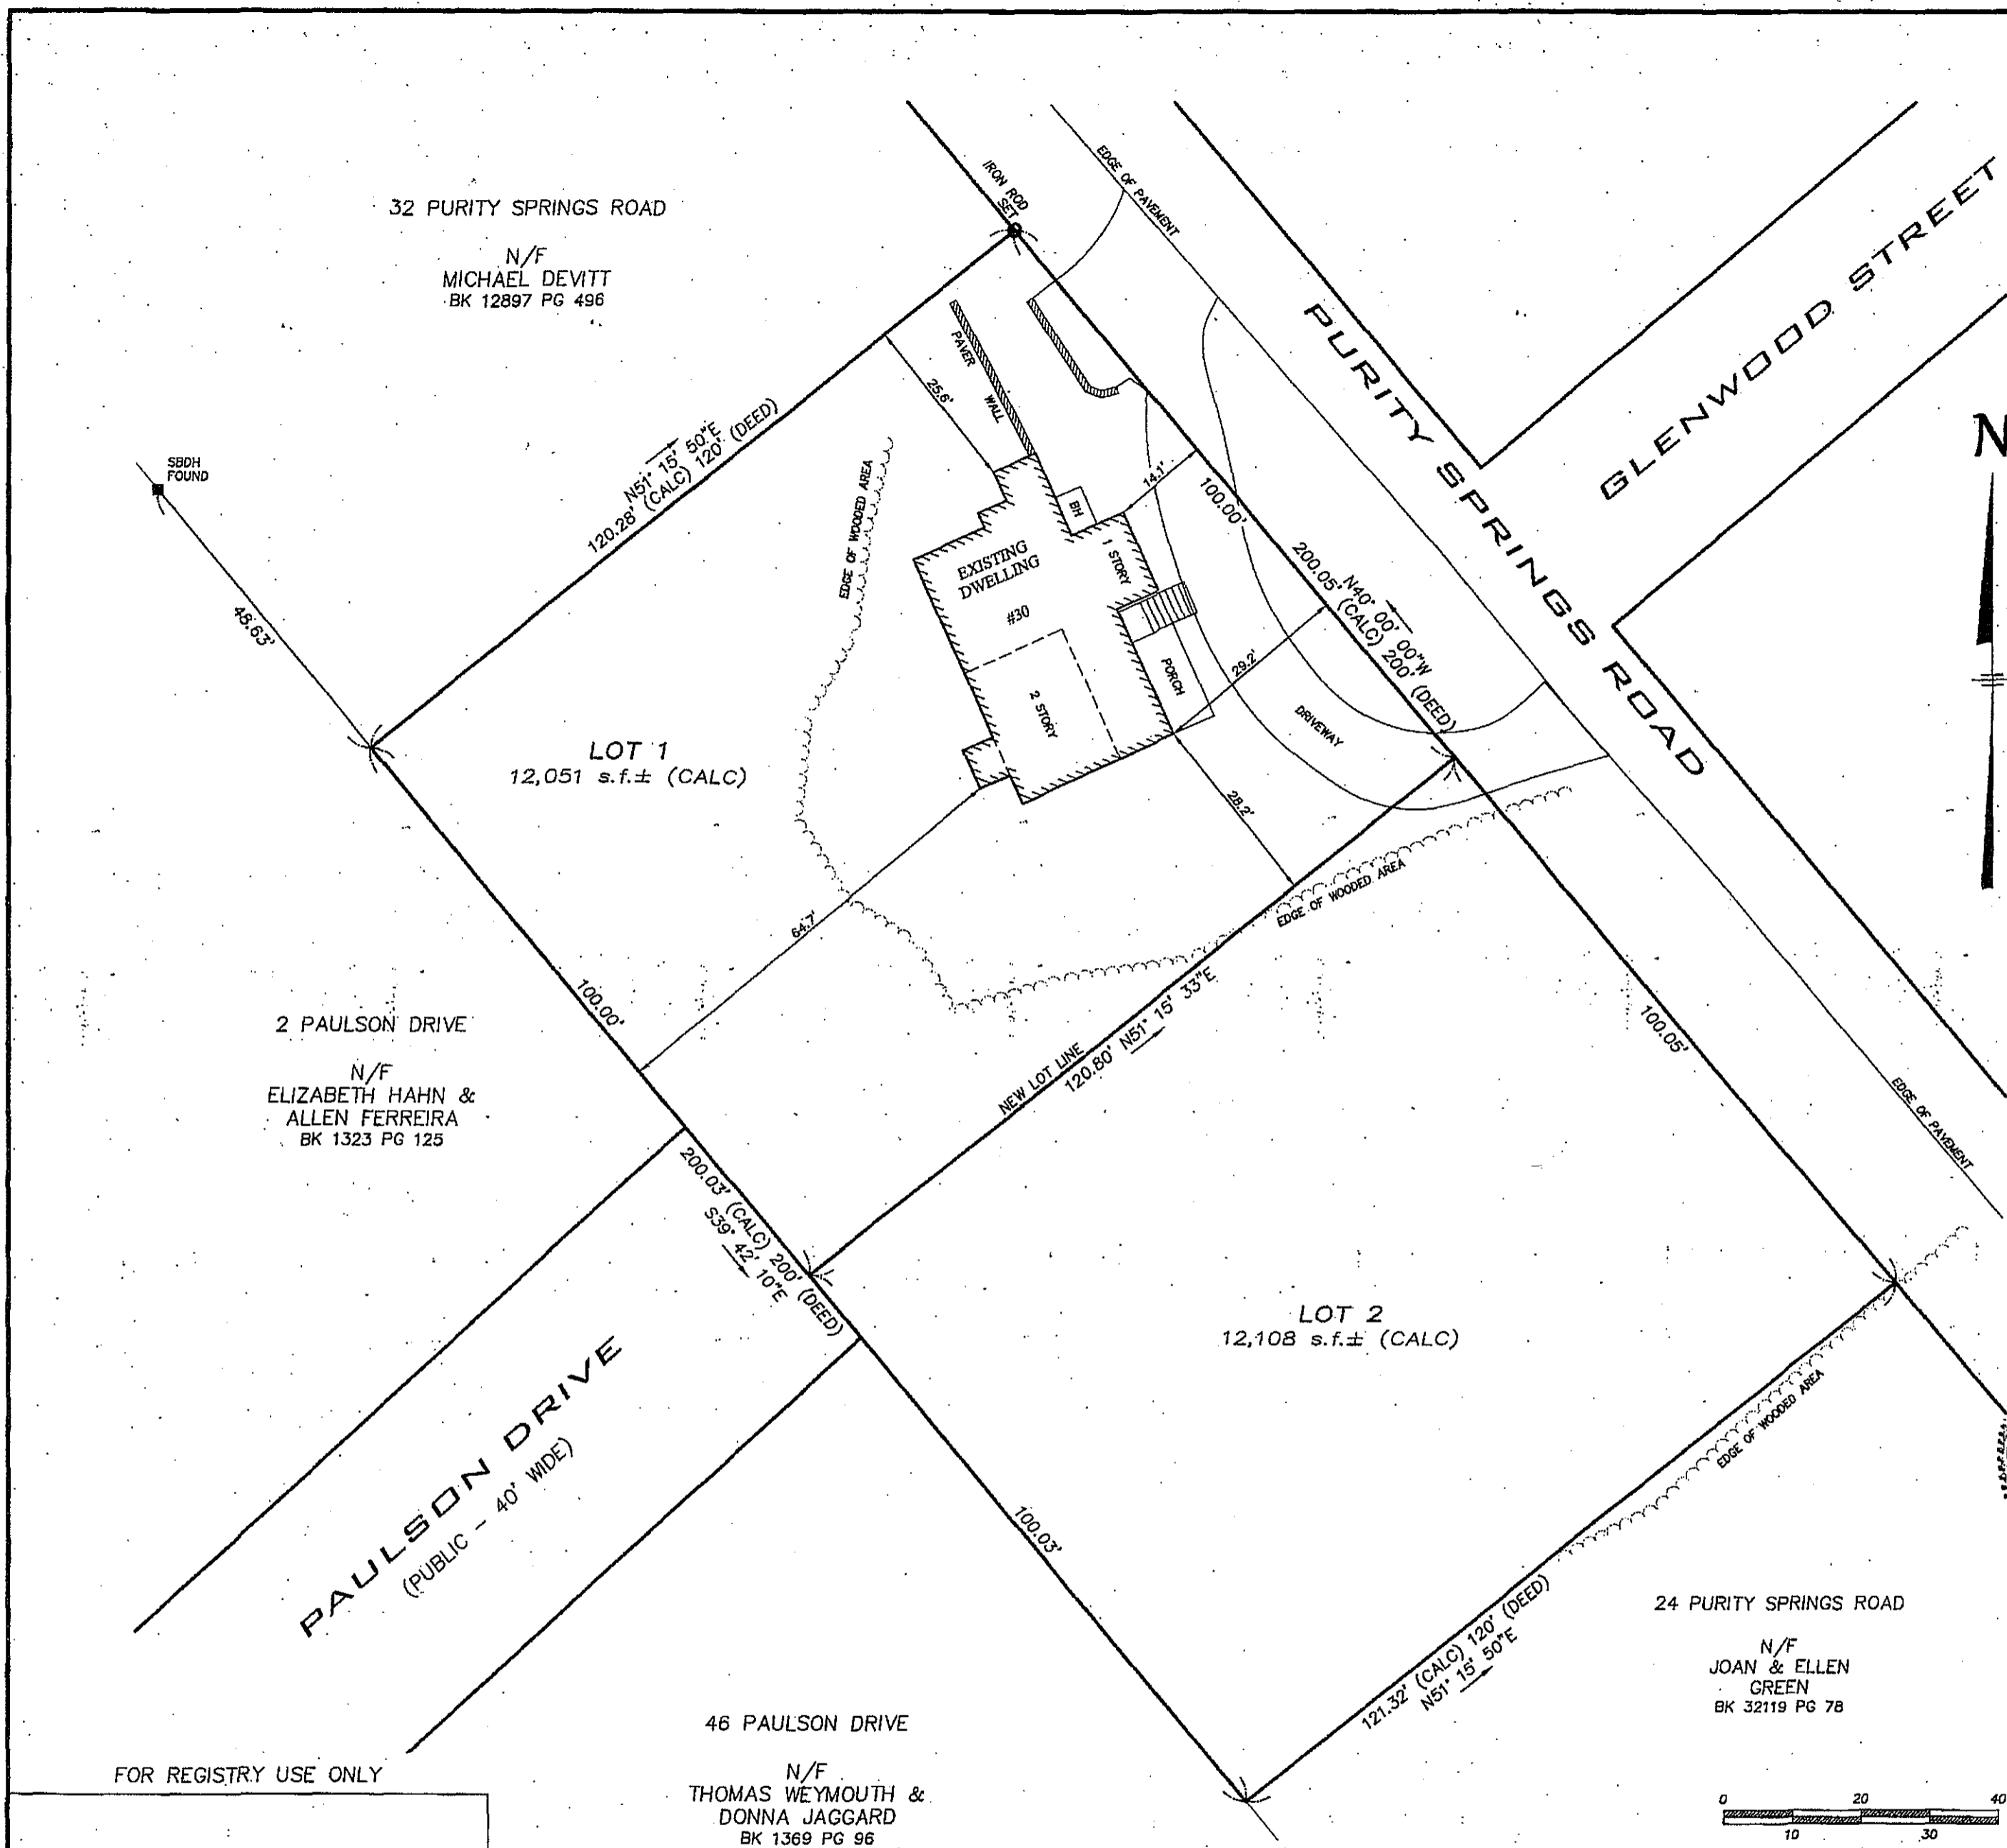 32 PURITY SPRINGS ROAD
N/F
MICHAEL DEVITT
BK 12897 PG 496
IRON ROD
SET
EDGE OF PAVEMENT
PURITY SPRINGS ROAD
GLENWOOD STREET
N
SBDH
FOUND
48.63'
N51° 15' 50"E
120.28' (CALC) 120' (DEED)
25.6'
PAVER WALL
EDGE OF WOODED AREA
BH
14.1'
100.00'
EXISTING
DWELLING
#30
1 STORY
2 STORY
PORCH
29.2'
N40° 00' 00"W
200.05' (CALC) 200' (DEED)
DRIVEWAY
28.2'
LOT 1
12,051 s.f.± (CALC)
64.7'
EDGE OF WOODED AREA
100.00'
NEW LOT LINE
120.80' N51° 15' 33"E
100.05'
EDGE OF PAVEMENT
2 PAULSON DRIVE
N/F
ELIZABETH HAHN &
ALLEN FERREIRA
BK 1323 PG 125
200.03' (CALC) 200' (DEED)
S39° 42' 10"E
LOT 2
12,108 s.f.± (CALC)
PAULSON DRIVE
(PUBLIC - 40' WIDE)
100.03'
EDGE OF WOODED AREA
121.32' (CALC) 120' (DEED)
N51° 15' 50"E
24 PURITY SPRINGS ROAD
N/F
JOAN & ELLEN
GREEN
BK 32119 PG 78
46 PAULSON DRIVE
N/F
THOMAS WEYMOUTH &
DONNA JAGGARD
BK 1369 PG 96
FOR REGISTRY USE ONLY
0 20 40
10 30